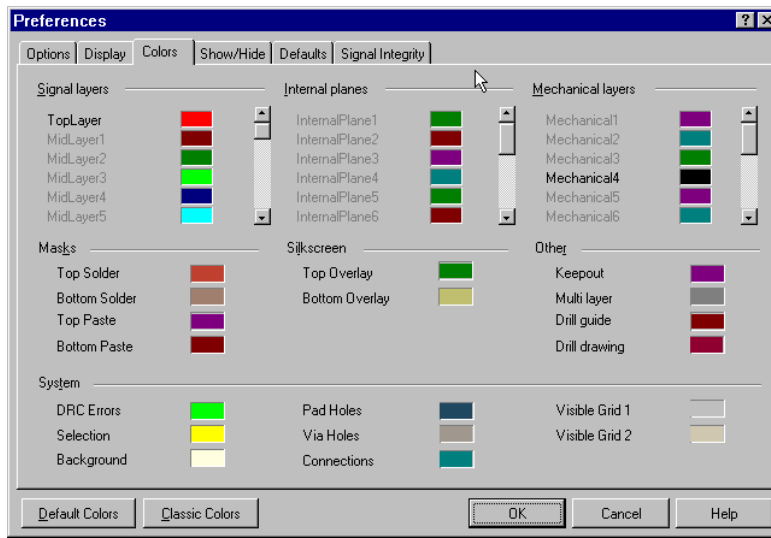 Preferences
Options Display Colors Show/Hide Defaults Signal Integrity
Signal layers Internal planes Mechanical layers
TopLayer InternalPlane1 Mechanical1
MidLayer1 InternalPlane2 Mechanical2
MidLayer2 InternalPlane3 Mechanical3
MidLayer3 InternalPlane4 Mechanical4
MidLayer4 InternalPlane5 Mechanical5
MidLayer5 InternalPlane6 Mechanical6
Masks Silkscreen Other
Top Solder Top Overlay Keepout
Bottom Solder Bottom Overlay Multi layer
Top Paste Drill guide
Bottom Paste Drill drawing
System
DRC Errors Pad Holes Visible Grid 1
Selection Via Holes Visible Grid 2
Background Connections
Default Colors Classic Colors OK Cancel Help